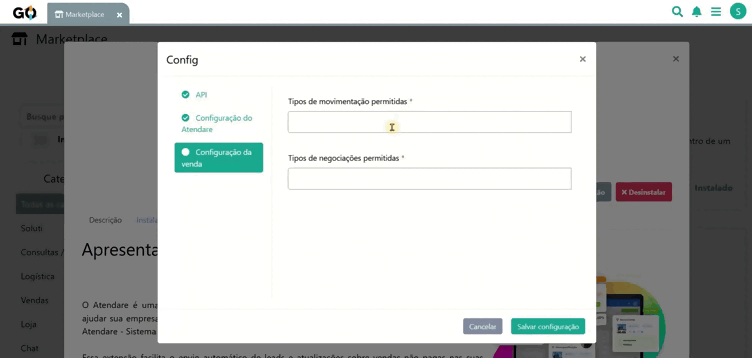 GO
Marketplace
S
Marketplace
Config
API
Configuração do
Atendare
Configuração da
venda
Tipos de movimentação permitidas *
Tipos de negociações permitidas *
Cancelar
Salvar configuração
Busque p
In
Cate
Todas as
Soluti
Consultas /
Logística
Vendas
Loja
Chat
Descrição
Instala
Apresenta
O Atendare é uma
ajudar sua empresa
Atendare - Sistema
Essa extensão facilita o envio automático de leads e atualizações sobre vendas não pagas nas suas
ntro de um
Desinstalar
Instalado